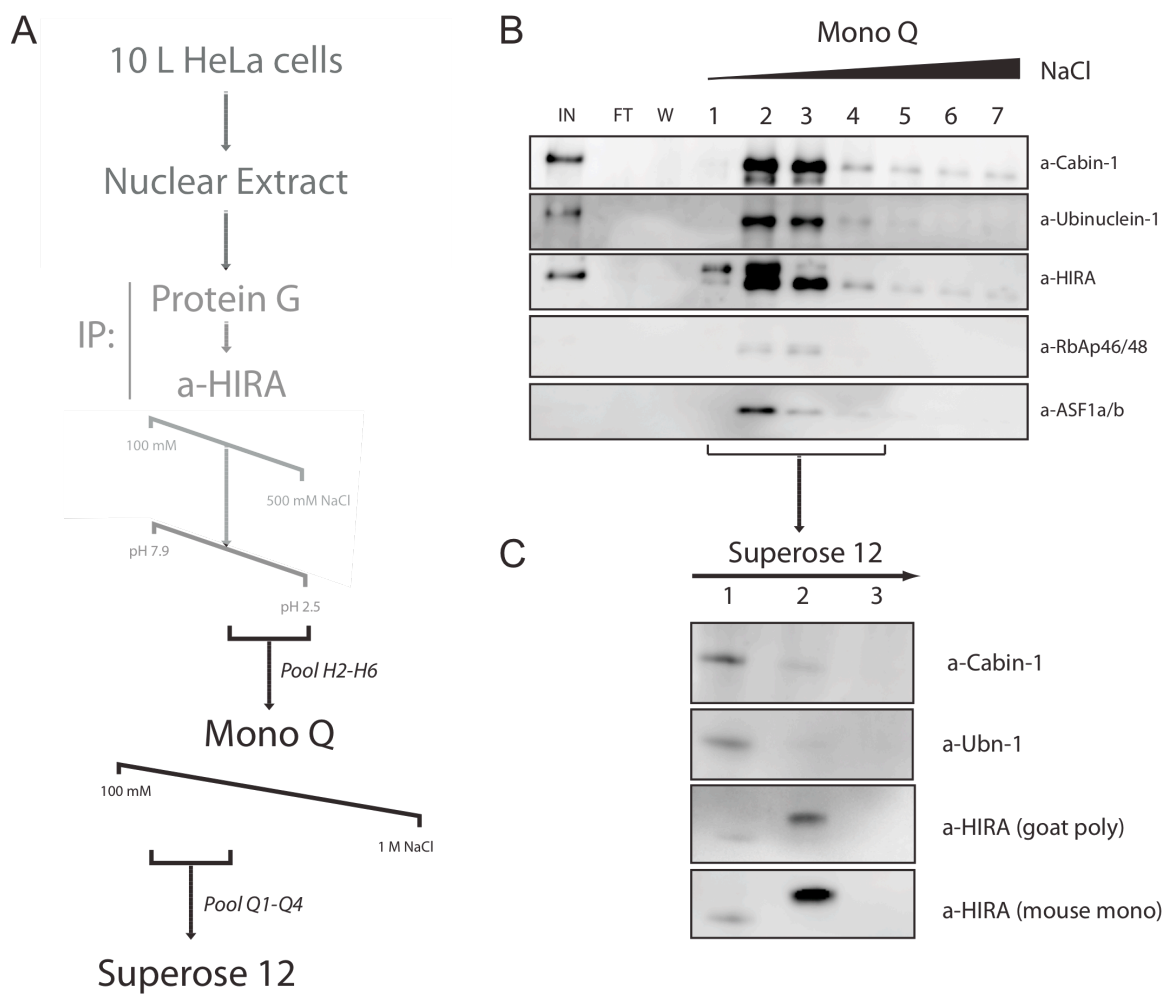 A
10 L HeLa cells
Nuclear Extract
IP:
Protein G
a-HIRA
100 mM
500 mM NaCl
pH 7.9
pH 2.5
Pool H2-H6
Mono Q
100 mM
1 M NaCl
Pool Q1-Q4
Superose 12
B
Mono Q
NaCl
IN FT W 1 2 3 4 5 6 7
a-Cabin-1
a-Ubinuclein-1
a-HIRA
a-RbAp46/48
a-ASF1a/b
C
Superose 12
1 2 3
a-Cabin-1
a-Ubn-1
a-HIRA (goat poly)
a-HIRA (mouse mono)